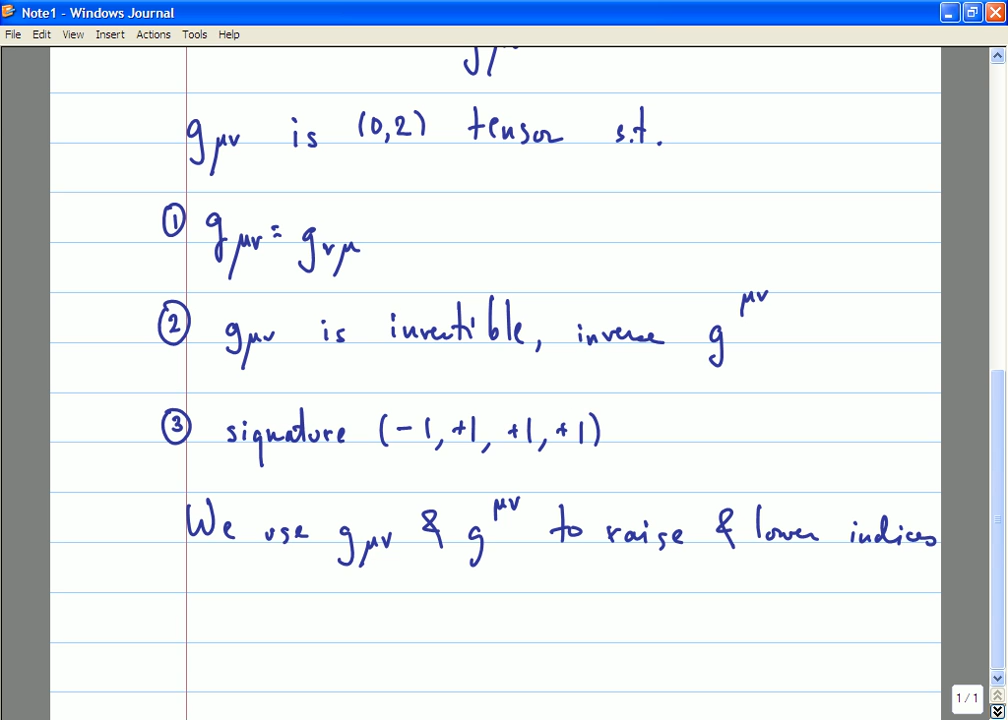 Note1 - Windows Journal
File Edit View Insert Actions Tools Help
gμν is (0,2) tensor s.t.
① gμν = gνμ
② gμν is invertible, inverse g^μν
③ signature (-1, +1, +1, +1)
We use gμν & g^μν to raise & lower indices
1/1